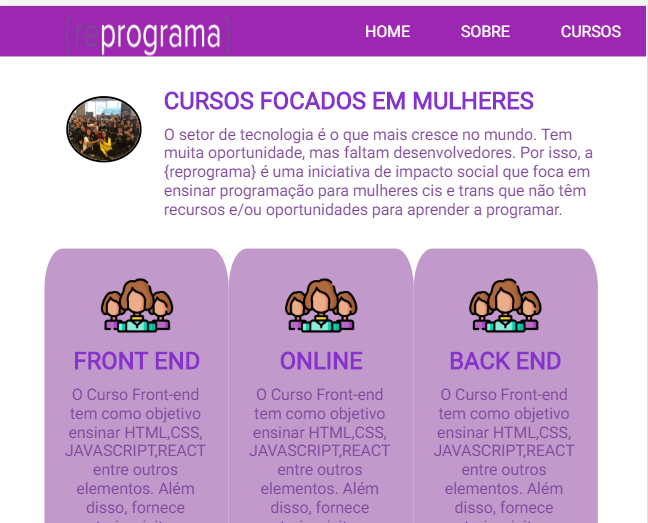 {reprograma}
HOME
SOBRE
CURSOS
CURSOS FOCADOS EM MULHERES
O setor de tecnologia é o que mais cresce no mundo. Tem
muita oportunidade, mas faltam desenvolvedores. Por isso, a
{reprograma} é uma iniciativa de impacto social que foca em
ensinar programação para mulheres cis e trans que não têm
recursos e/ou oportunidades para aprender a programar.
FRONT END
O Curso Front-end
tem como objetivo
ensinar HTML,CSS,
JAVASCRIPT,REACT
entre outros
elementos. Além
disso, fornece
ONLINE
O Curso Front-end
tem como objetivo
ensinar HTML,CSS,
JAVASCRIPT,REACT
entre outros
elementos. Além
disso, fornece
BACK END
O Curso Front-end
tem como objetivo
ensinar HTML,CSS,
JAVASCRIPT,REACT
entre outros
elementos. Além
disso, fornece